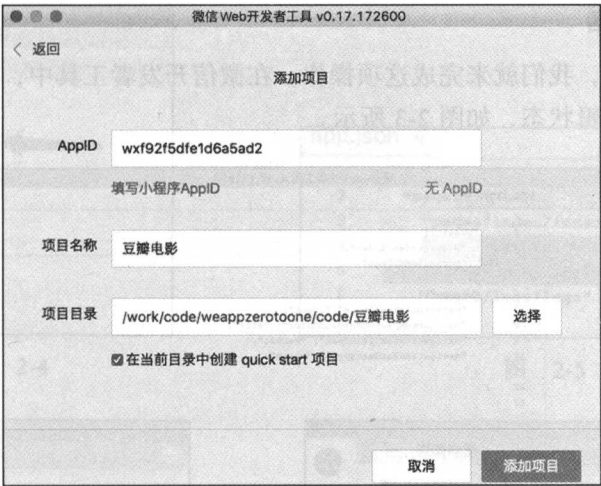 微信Web开发者工具 v0.17.172600
返回
添加项目
AppID wxf92f5dfe1d6a5ad2
填写小程序AppID 无 AppID
项目名称 豆瓣电影
项目目录 /work/code/weappzerotoone/code/豆瓣电影 选择
在当前目录中创建 quick start 项目
取消 添加项目